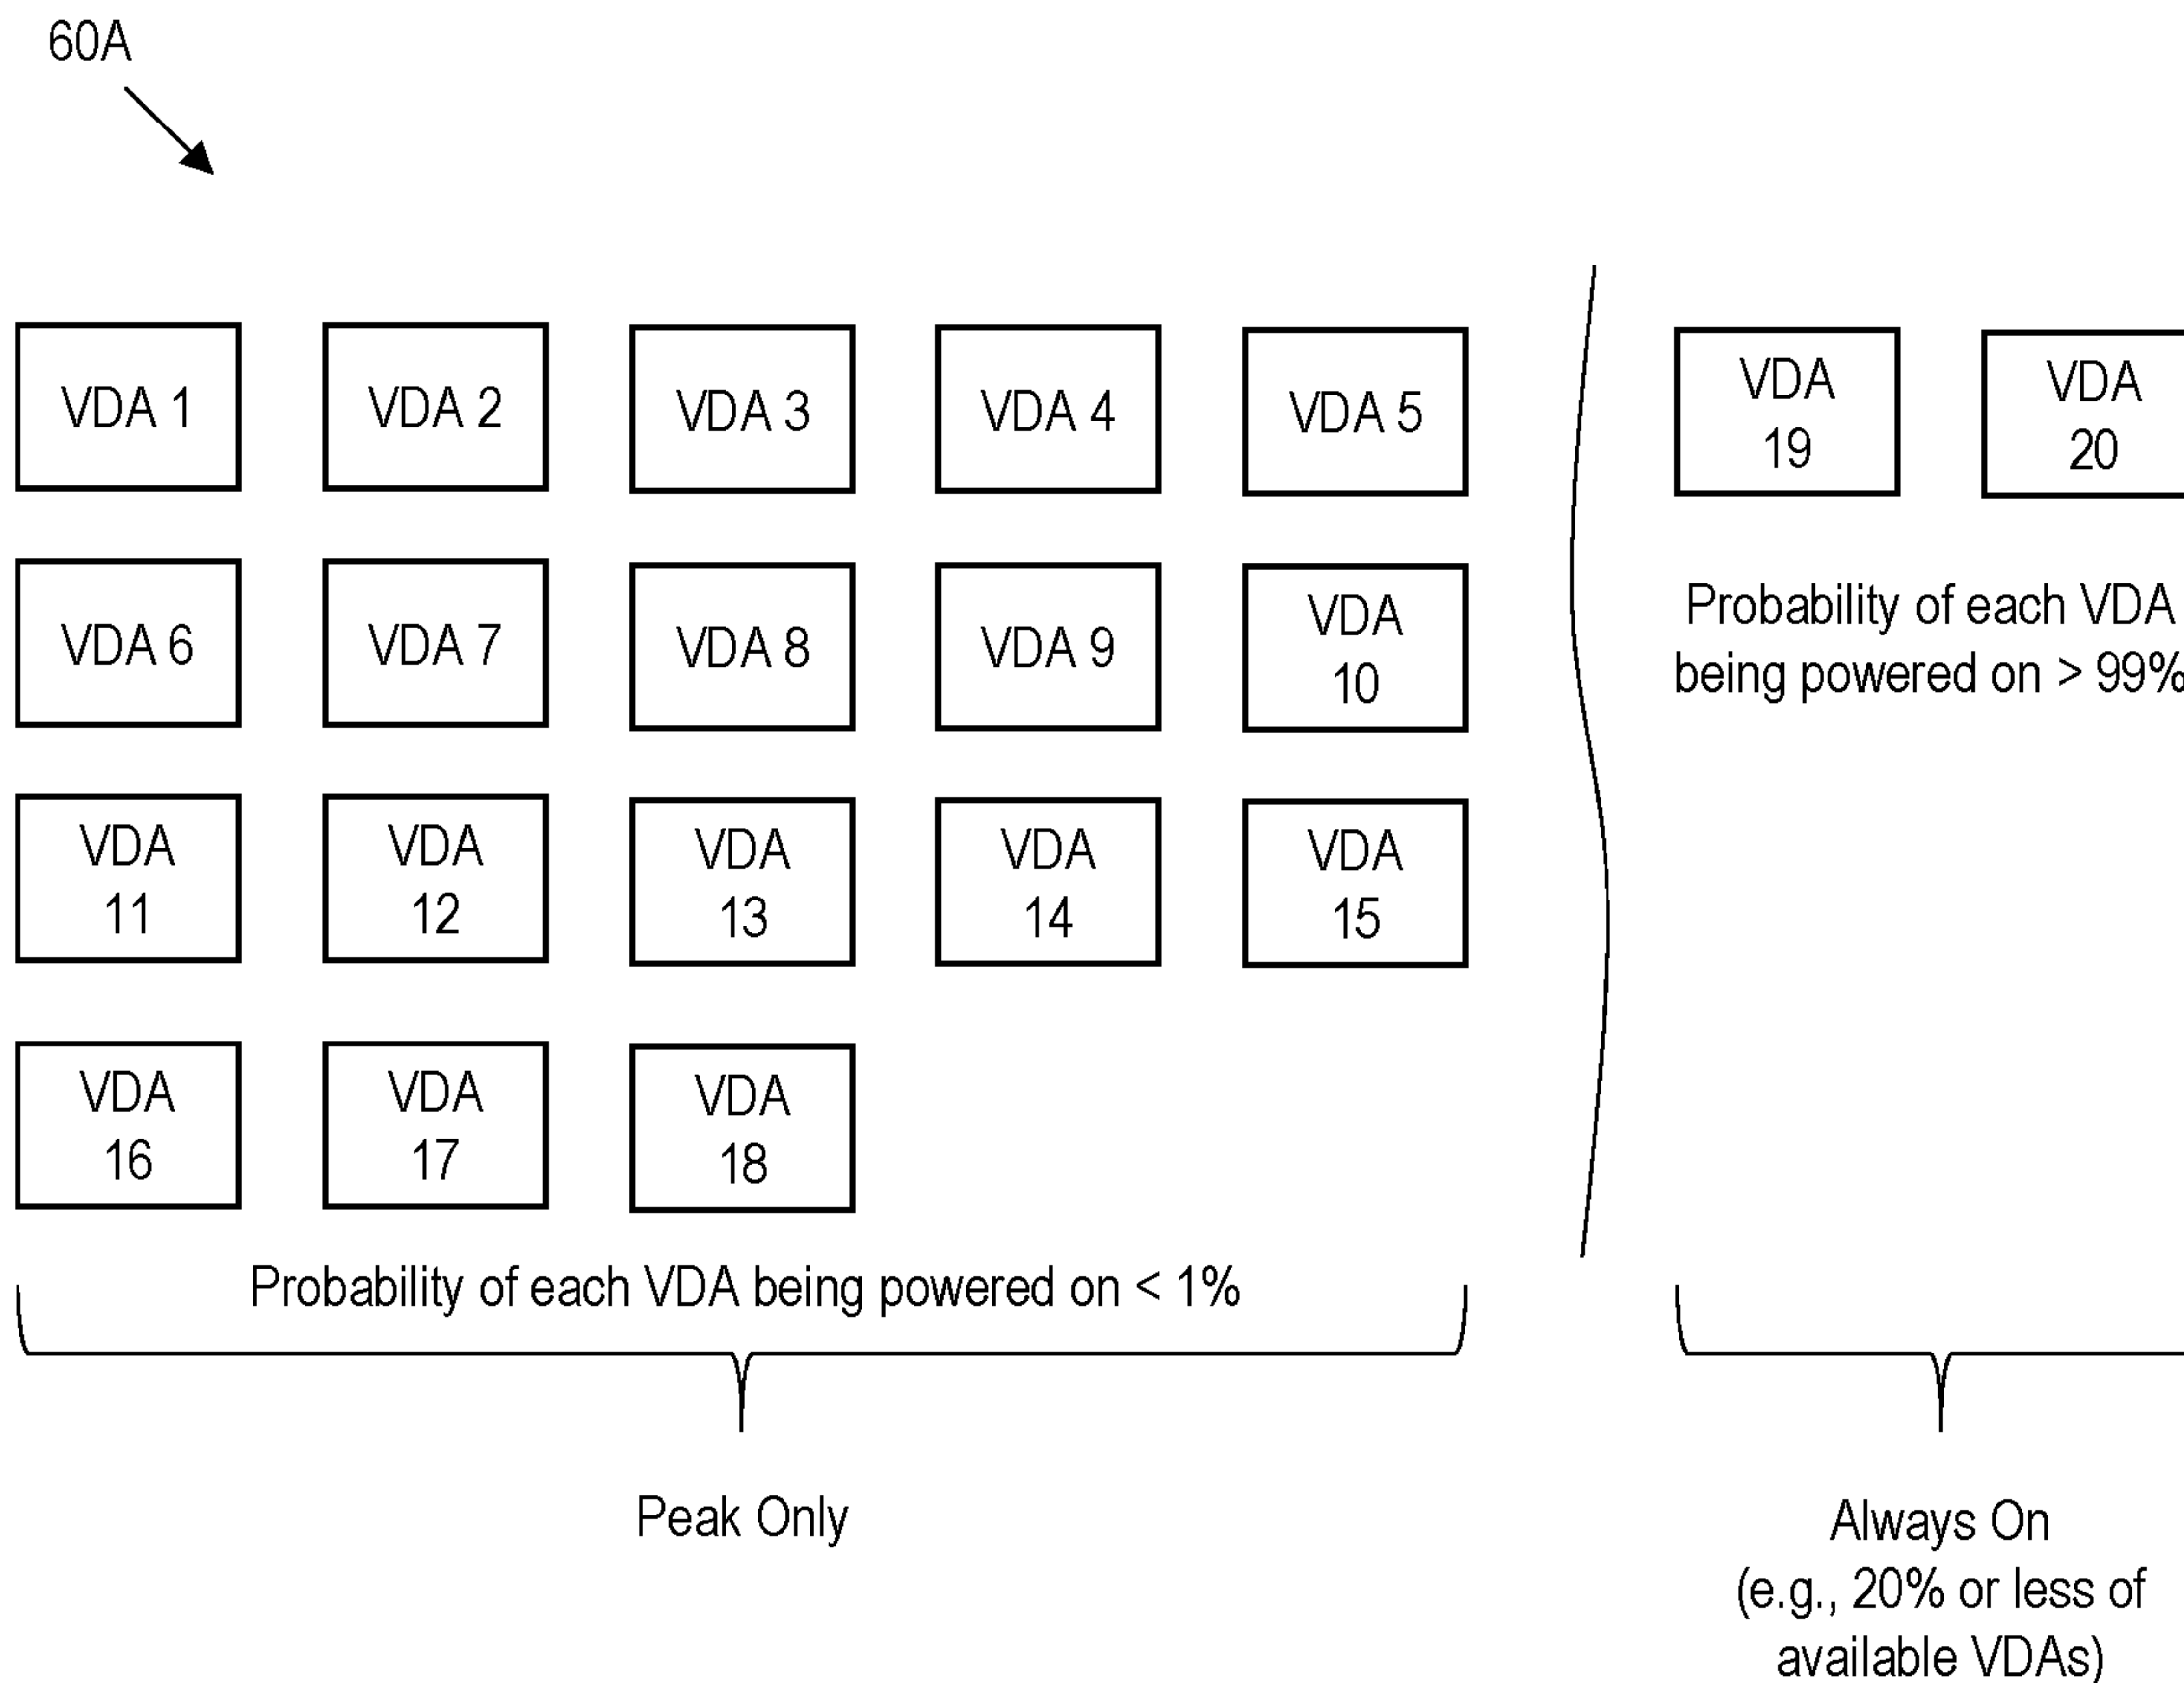 60A
VDA 1
VDA 2
VDA 3
VDA 4
VDA 5
VDA 6
VDA 7
VDA 8
VDA 9
VDA
10
VDA
11
VDA
12
VDA
13
VDA
14
VDA
15
VDA
16
VDA
17
VDA
18
Probability of each VDA being powered on < 1%
Peak Only
VDA
19
VDA
20
Probability of each VDA
being powered on > 99%
Always On
(e.g., 20% or less of
available VDAs)